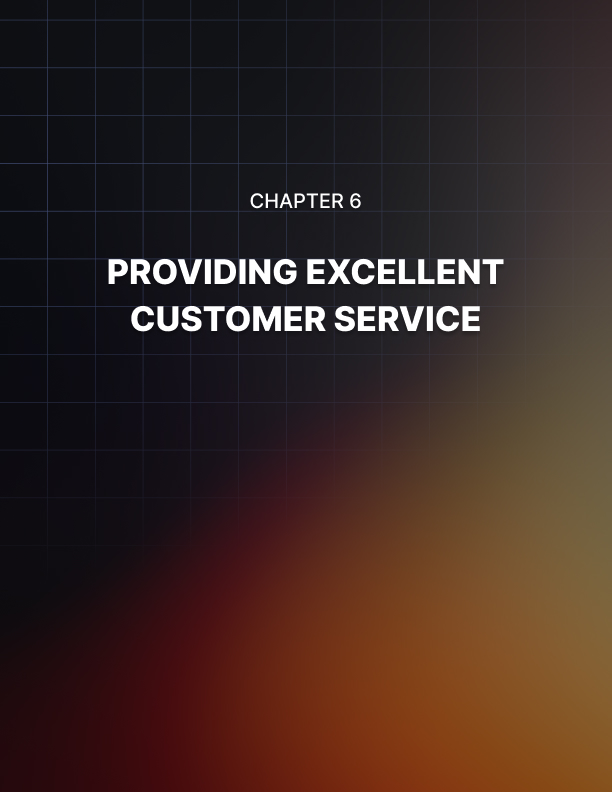 CHAPTER 6
PROVIDING EXCELLENT
CUSTOMER SERVICE